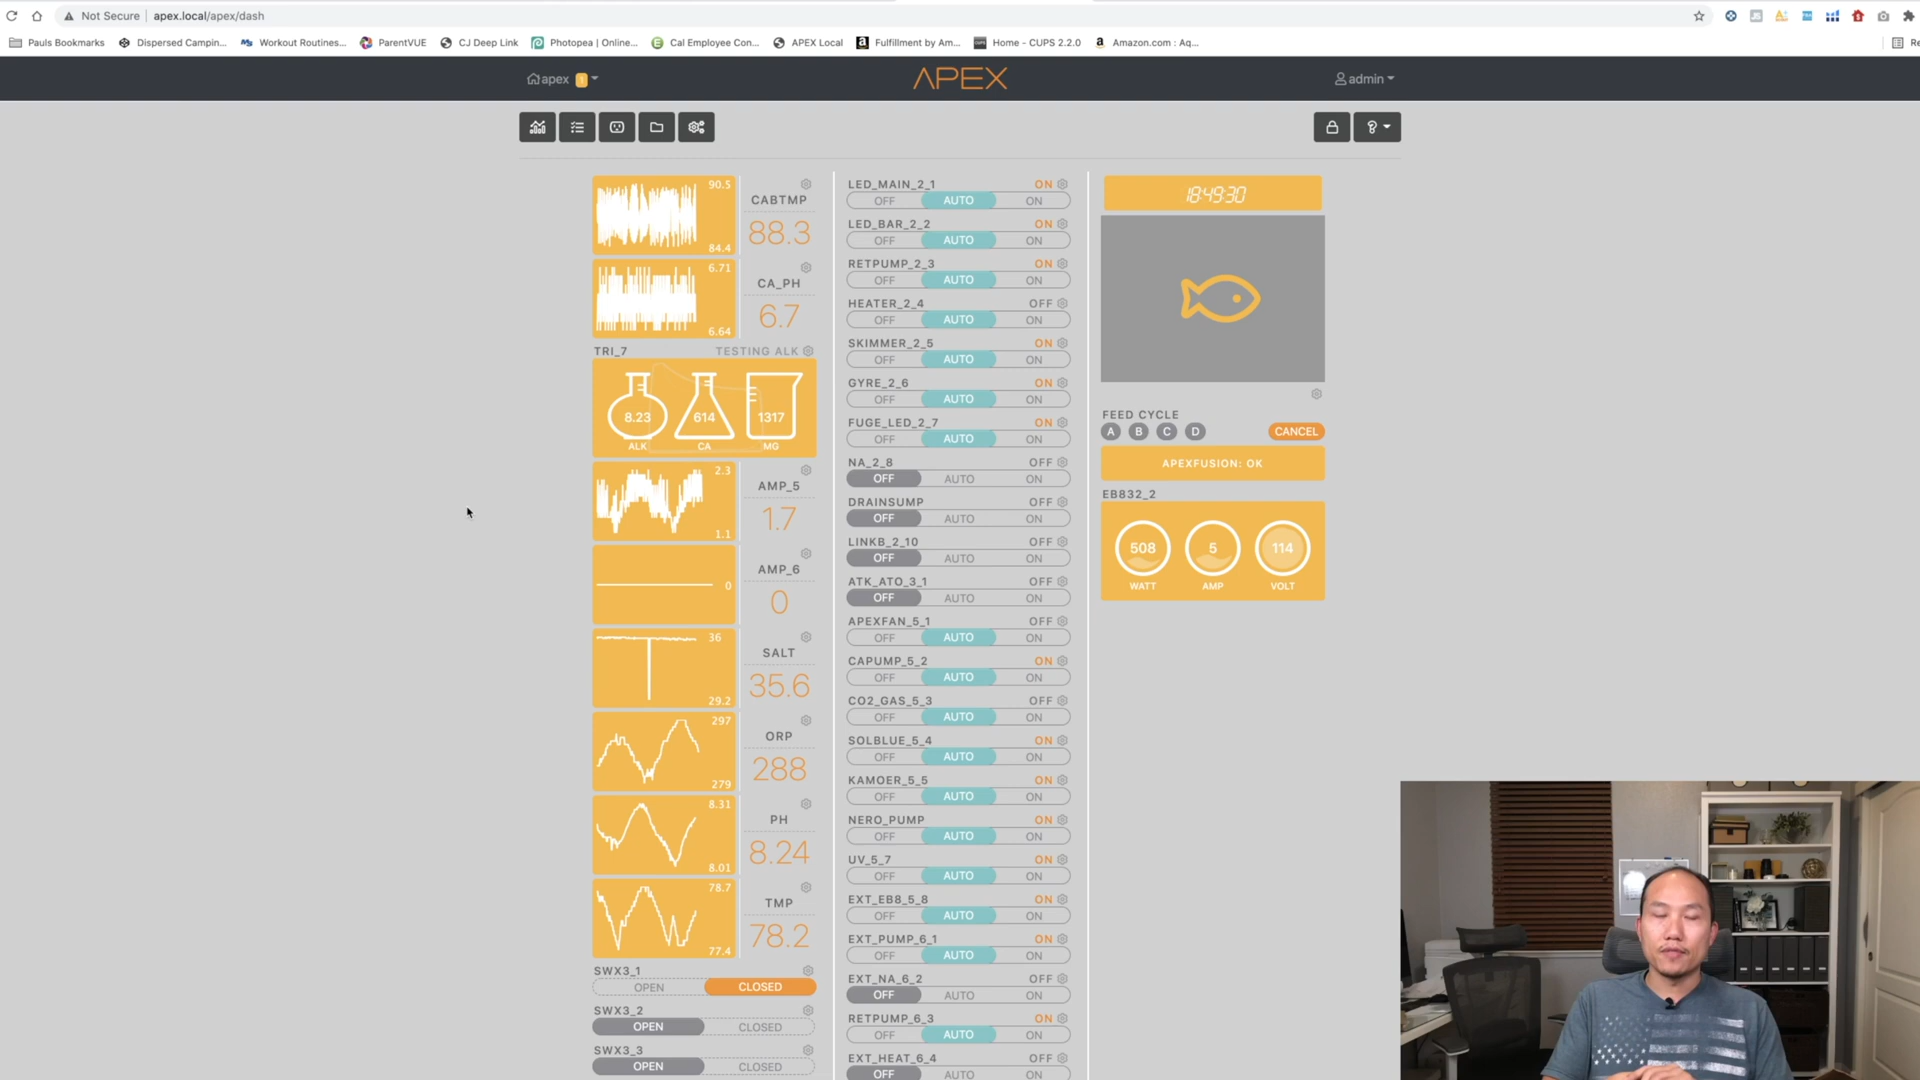 Not Secure | apex.local/apex/dash
Pauls Bookmarks
Dispersed Campin...
Workout Routines...
ParentVUE
CJ Deep Link
Photopea | Online...
Cal Employee Con...
APEX Local
Fulfillment by Am...
Home - CUPS 2.2.0
Amazon.com : Aq...
Re
apex 1
APEX
admin
90.5
84.4
CABTMP
88.3
6.71
6.64
CA_PH
6.7
TRI_7 TESTING ALK
8.23 614 1317
ALK CA MG
2.3
1.1
AMP_5
1.7
0
AMP_6
0
36
29.2
SALT
35.6
297
279
ORP
288
8.31
8.01
PH
8.24
78.7
77.4
TMP
78.2
SWX3_1
OPEN CLOSED
SWX3_2
OPEN CLOSED
SWX3_3
OPEN CLOSED
LED_MAIN_2_1 ON
OFF AUTO ON
LED_BAR_2_2 ON
OFF AUTO ON
RETPUMP_2_3 ON
OFF AUTO ON
HEATER_2_4 OFF
OFF AUTO ON
SKIMMER_2_5 ON
OFF AUTO ON
GYRE_2_6 ON
OFF AUTO ON
FUGE_LED_2_7 ON
OFF AUTO ON
NA_2_8 OFF
OFF AUTO ON
DRAINSUMP OFF
OFF AUTO ON
LINKB_2_10 OFF
OFF AUTO ON
ATK_ATO_3_1 OFF
OFF AUTO ON
APEXFAN_5_1 OFF
OFF AUTO ON
CAPUMP_5_2 ON
OFF AUTO ON
CO2_GAS_5_3 OFF
OFF AUTO ON
SOLBLUE_5_4 ON
OFF AUTO ON
KAMOER_5_5 ON
OFF AUTO ON
NERO_PUMP ON
OFF AUTO ON
UV_5_7 ON
OFF AUTO ON
EXT_EB8_5_8 ON
OFF AUTO ON
EXT_PUMP_6_1 ON
OFF AUTO ON
EXT_NA_6_2 OFF
OFF AUTO ON
RETPUMP_6_3 ON
OFF AUTO ON
EXT_HEAT_6_4 OFF
OFF AUTO ON
18:49:30
FEED CYCLE
A B C D CANCEL
APEXFUSION: OK
EB832_2
508 5 114
WATT AMP VOLT